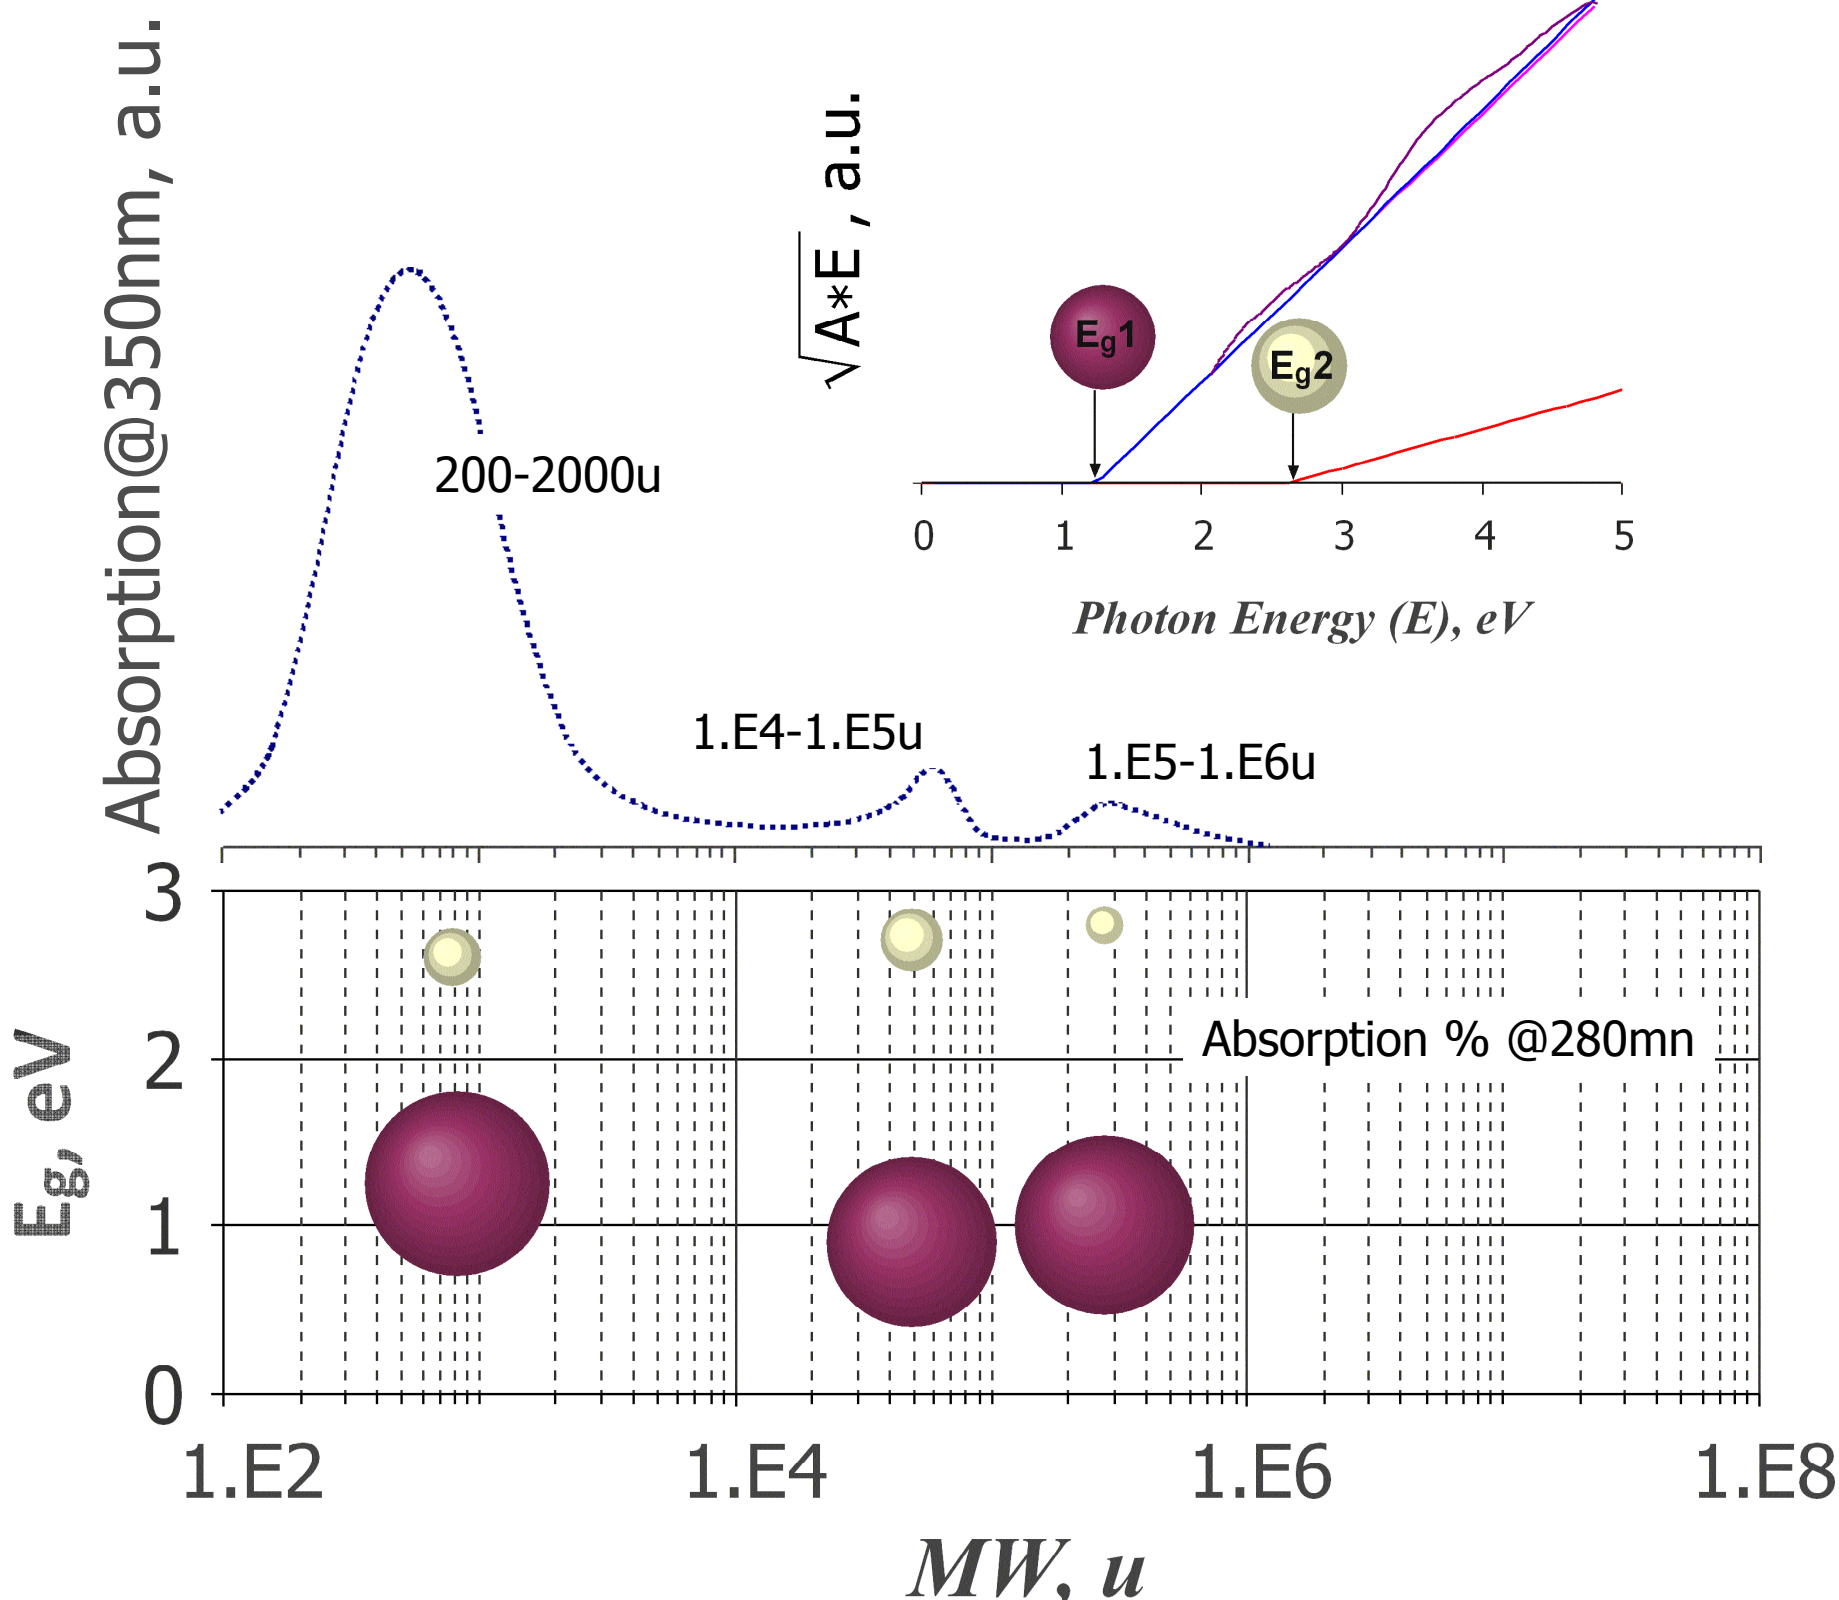 Absorption@350nm, a.u.
√A*E , a.u.
Eg1
Eg2
0 1 2 3 4 5
Photon Energy (E), eV
200-2000u
1.E4-1.E5u
1.E5-1.E6u
Eg, eV
3
2
1
0
Absorption % @280mn
1.E2 1.E4 1.E6 1.E8
MW, u